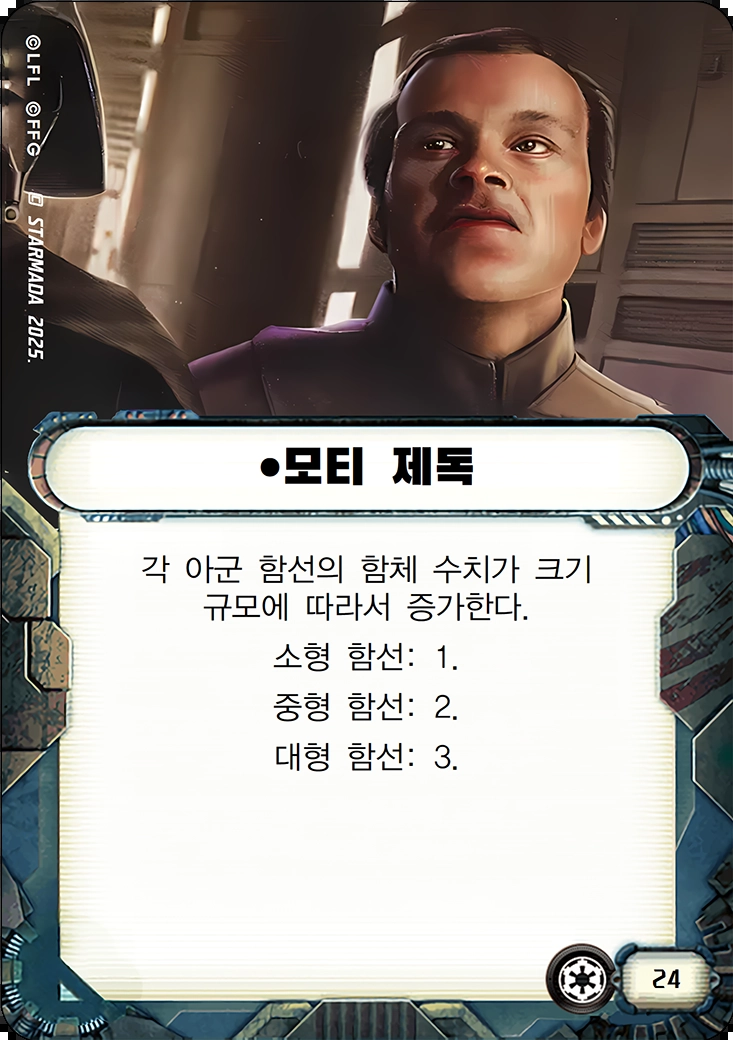 ©LFL ©FFG © STARMADA 2025.
•모티 제독
각 아군 함선의 함체 수치가 크기
규모에 따라서 증가한다.
소형 함선: 1.
중형 함선: 2.
대형 함선: 3.
24